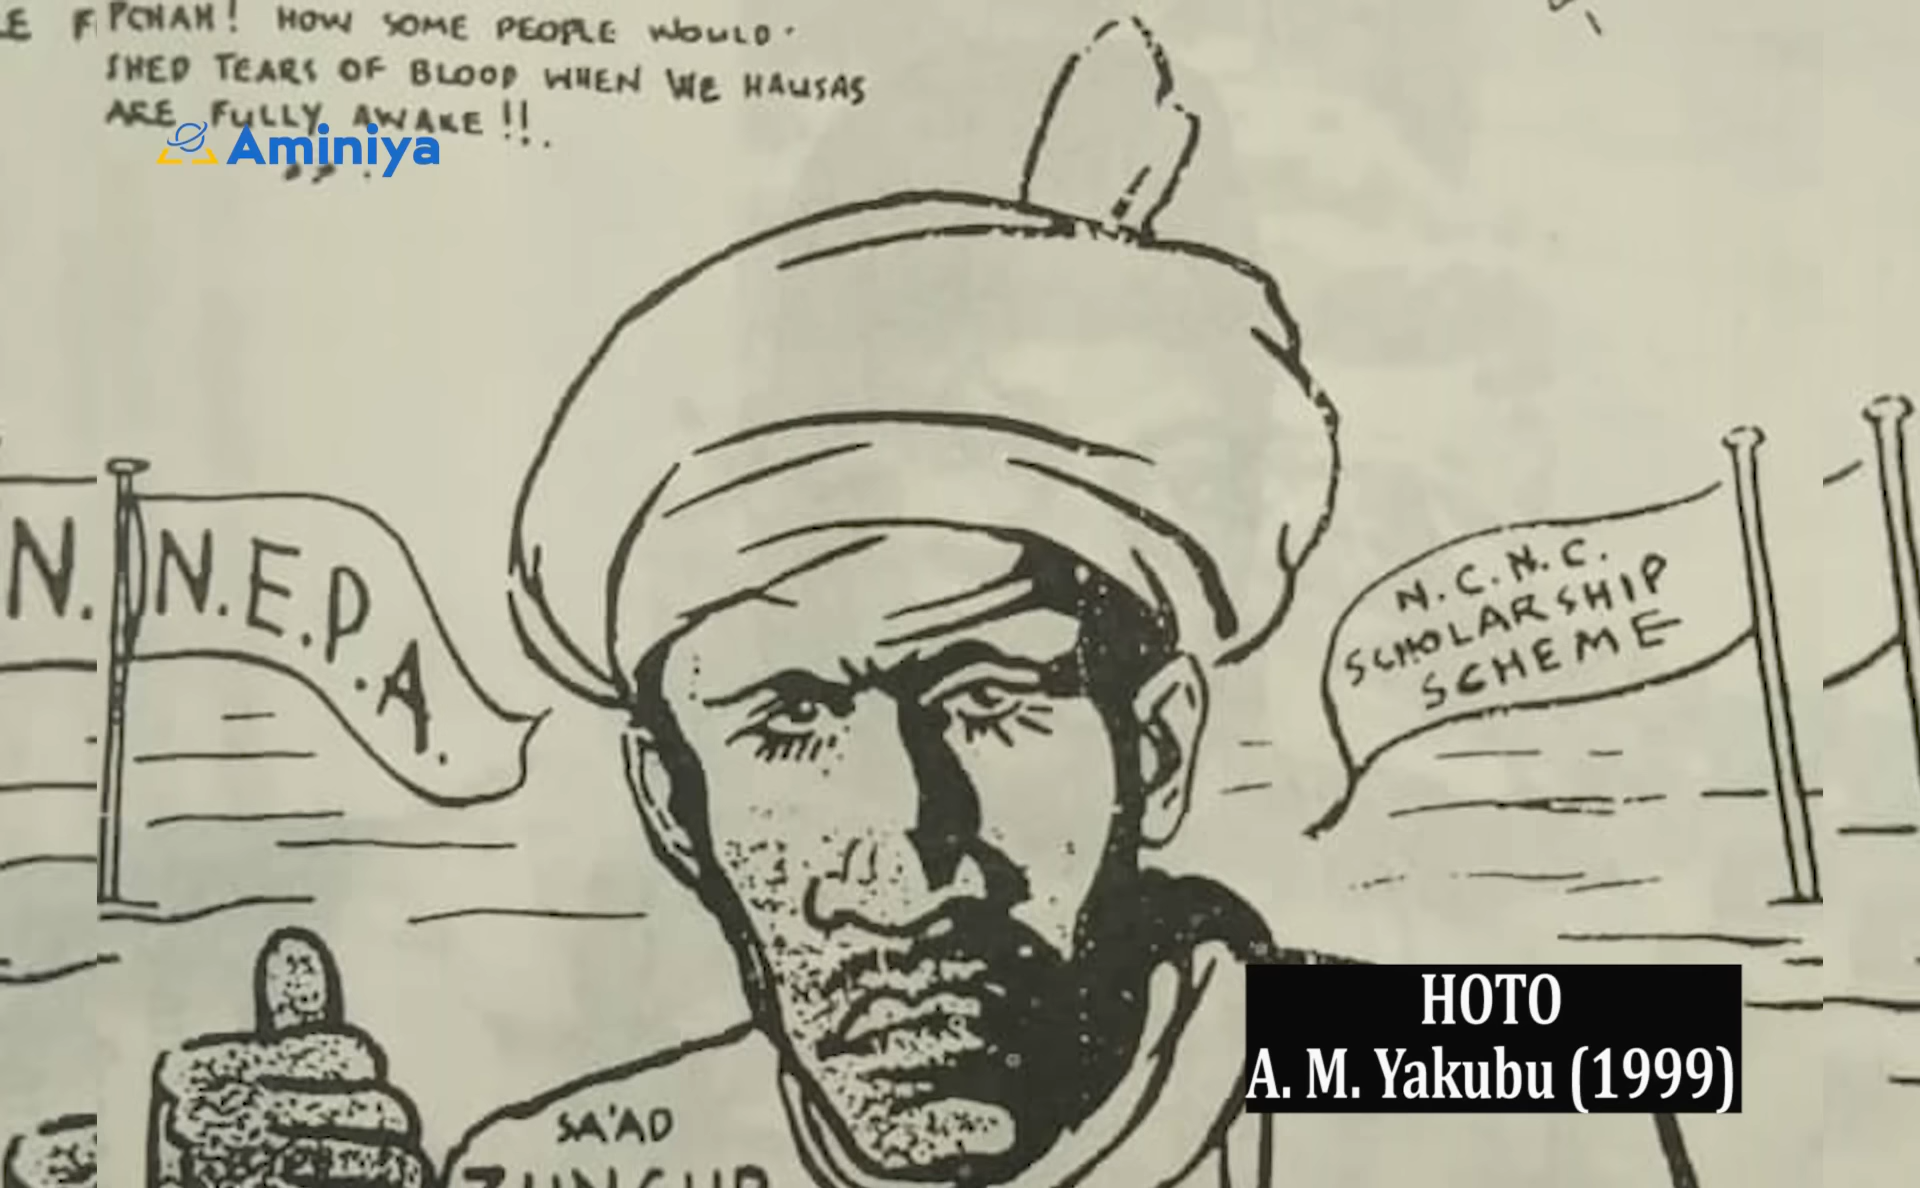 PCHAH! HOW SOME PEOPLE WOULD
SHED TEARS OF BLOOD WHEN WE HAUSAS
ARE FULLY AWAKE!!.
Aminiya
N.E.P.A.
N.C.N.C.
SCHOLARSHIP
SCHEME
HOTO
A. M. Yakubu (1999)
SA'AD